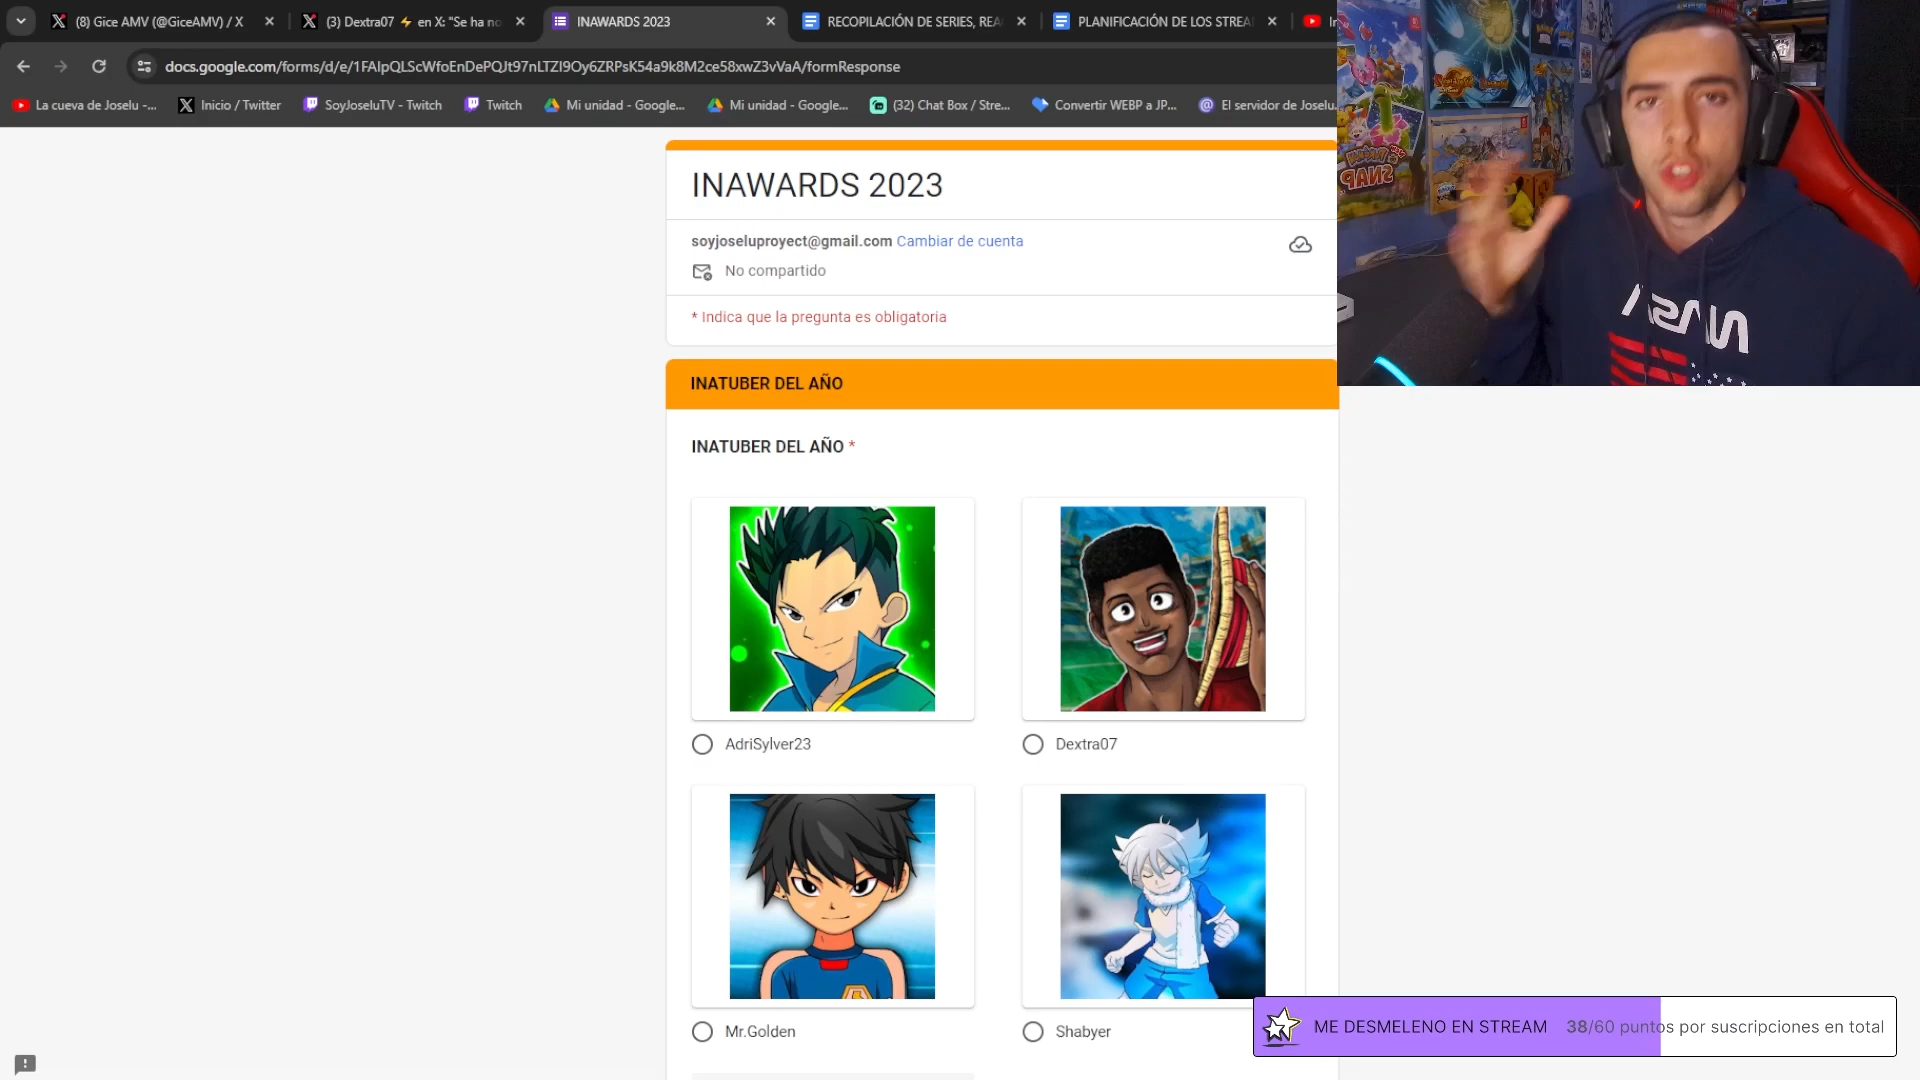 (8) Gice AMV (@GiceAMV) / X
(3) Dextra07 ⚡ en X: "Se ha no
INAWARDS 2023
RECOPILACIÓN DE SERIES, REA
PLANIFICACIÓN DE LOS STREA
docs.google.com/forms/d/e/1FAIpQLScWfoEnDePQJt97nLTZI9Oy6ZRPsK54a9k8M2ce58xwZ3vVaA/formResponse
La cueva de Joselu -...
Inicio / Twitter
SoyJoseluTV - Twitch
Twitch
Mi unidad - Google...
Mi unidad - Google...
(32) Chat Box / Stre...
Convertir WEBP a JP...
El servidor de Joselu
INAWARDS 2023
soyjoseluproyect@gmail.com Cambiar de cuenta
No compartido
* Indica que la pregunta es obligatoria
INATUBER DEL AÑO
INATUBER DEL AÑO *
AdriSylver23
Dextra07
Mr.Golden
Shabyer
ME DESMELENO EN STREAM 38/60 puntos por suscripciones en total
SNAP
NASA